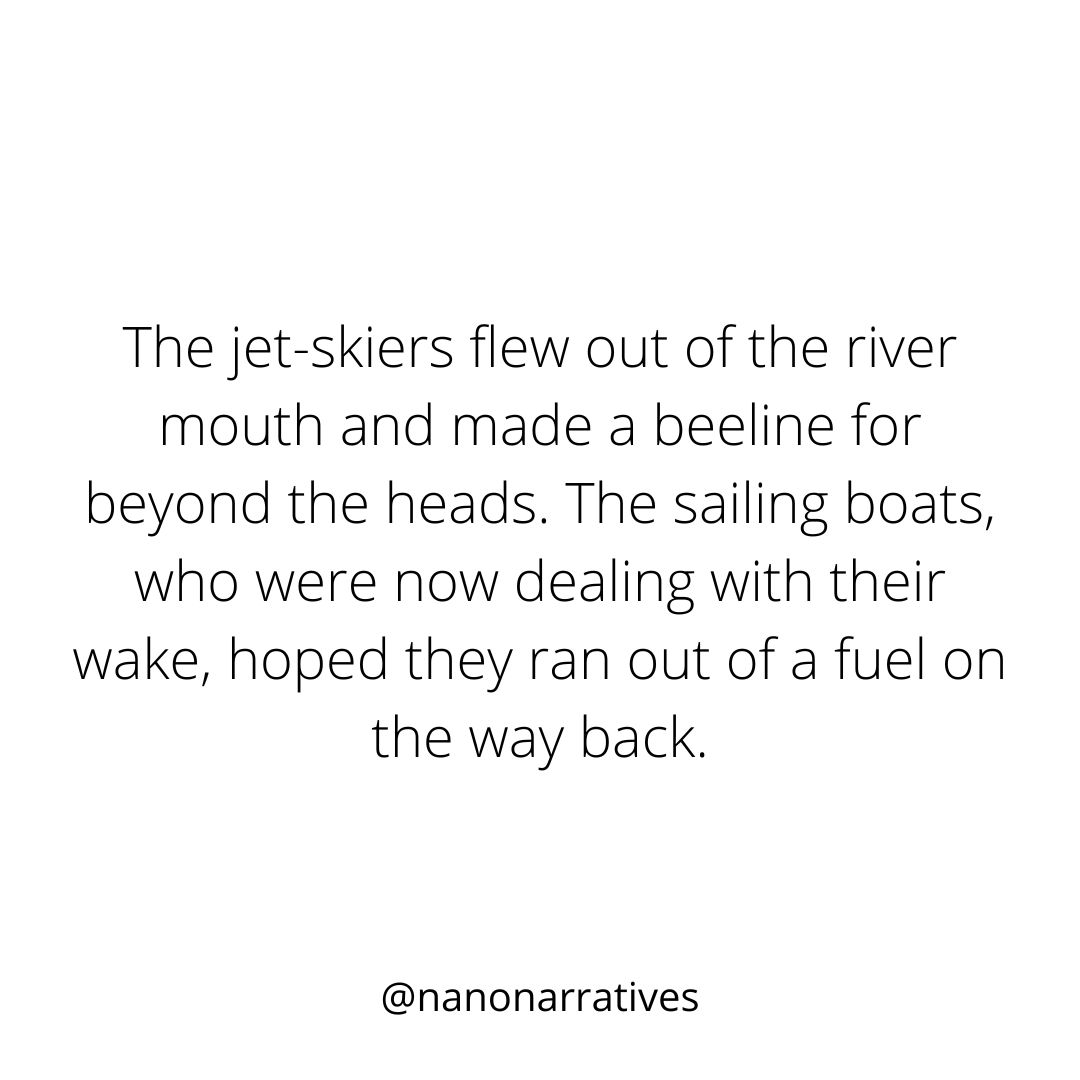 The jet-skiers flew out of the river
mouth and made a beeline for
beyond the heads. The sailing boats,
who were now dealing with their
wake, hoped they ran out of a fuel on
the way back.
@nanonarratives